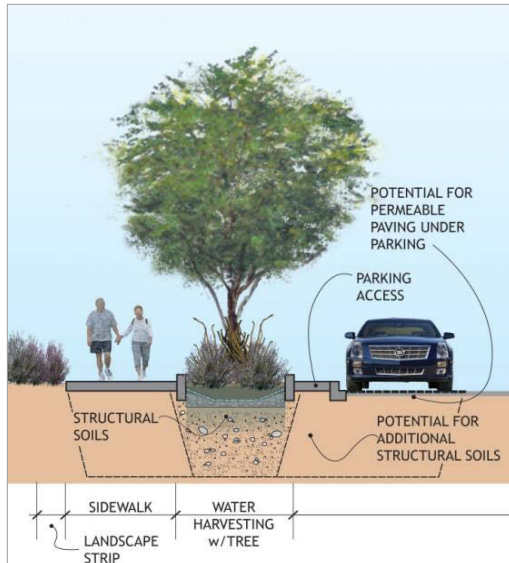 POTENTIAL FOR
PERMEABLE
PAVING UNDER
PARKING
PARKING
ACCESS
STRUCTURAL
SOILS
POTENTIAL FOR
ADDITIONAL
STRUCTURAL SOILS
SIDEWALK
WATER
HARVESTING
w/TREE
LANDSCAPE
STRIP